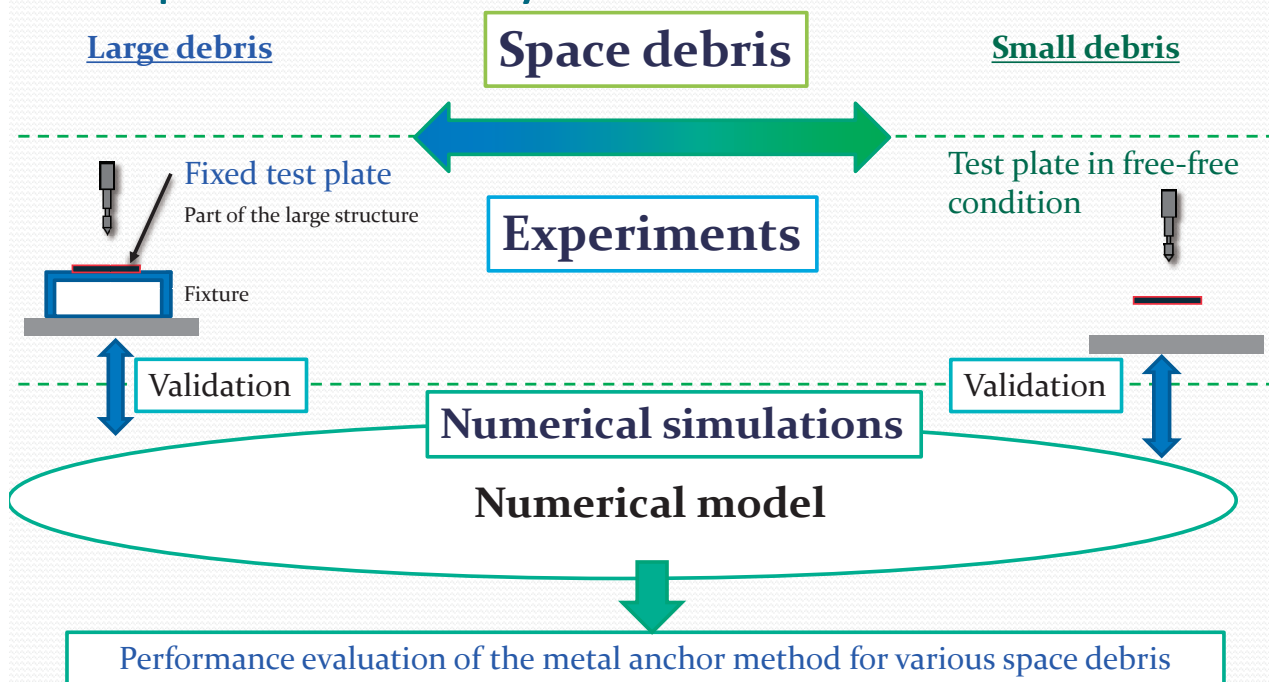 Large debris
Space debris
Small debris
Fixed test plate
Part of the large structure
Fixture
Experiments
Test plate in free-free
condition
Validation
Validation
Numerical simulations
Numerical model
Performance evaluation of the metal anchor method for various space debris